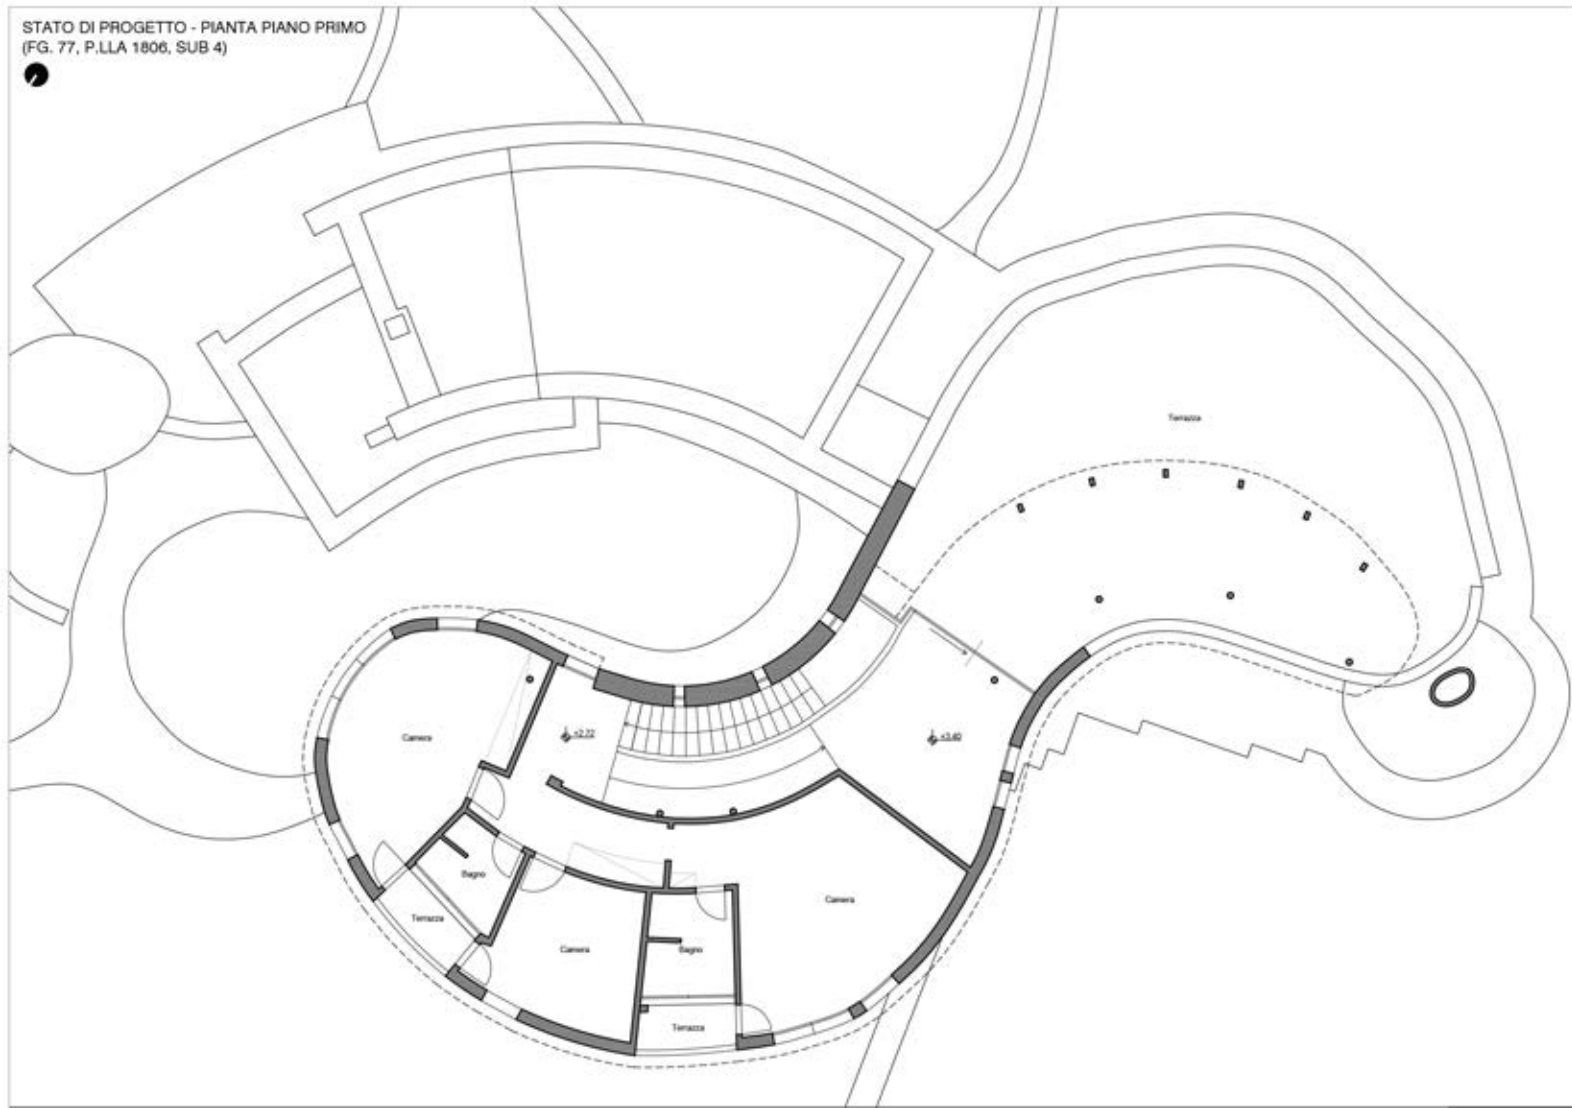 STATO DI PROGETTO - PIANTA PIANO PRIMO
(FG. 77, P.LLA 1806, SUB 4)
Terrazza
Camera
+2.72
+3.40
Bagno
Camera
Terrazza
Camera
Bagno
Terrazza